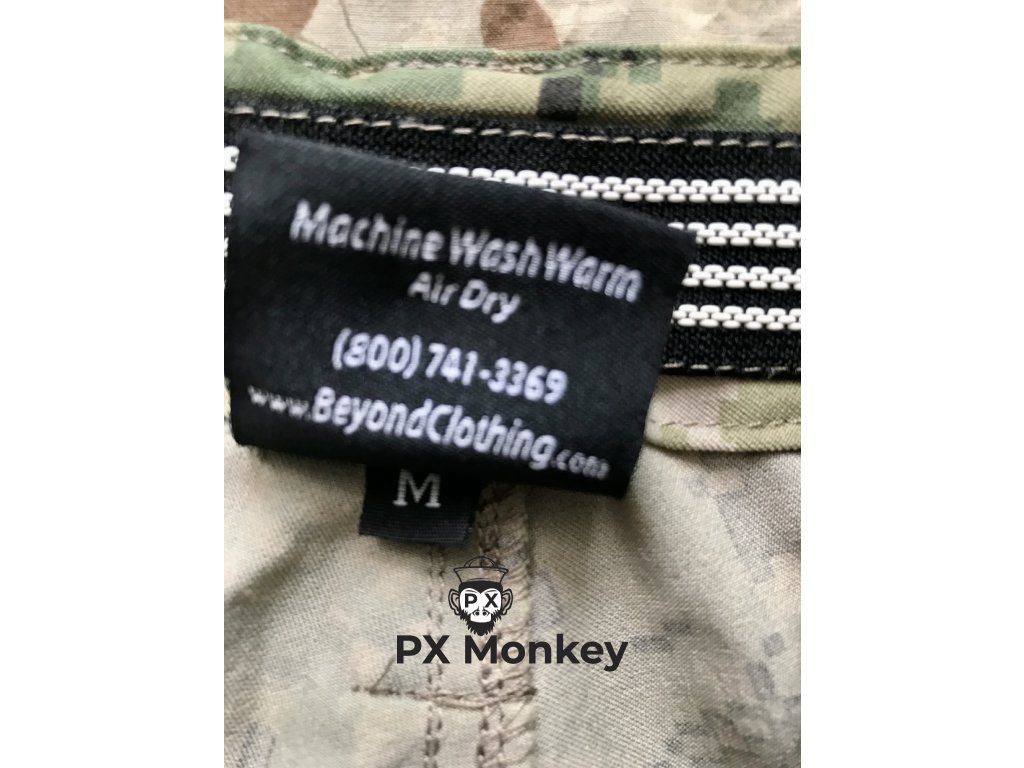 Machine Wash Warm
Air Dry
(800) 741-3369
www.BeyondClothing.com
M
PX
PX Monkey